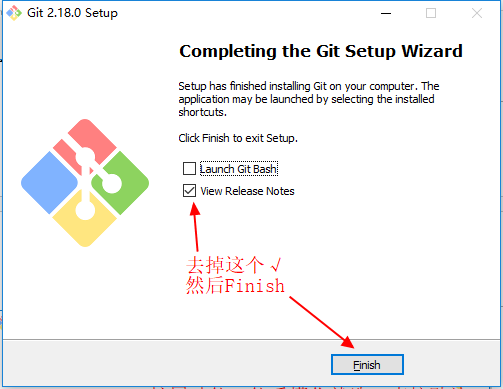 Git 2.18.0 Setup
Completing the Git Setup Wizard
Setup has finished installing Git on your computer. The
application may be launched by selecting the installed
shortcuts.
Click Finish to exit Setup.
Launch Git Bash
View Release Notes
去掉这个 √
然后Finish
Finish